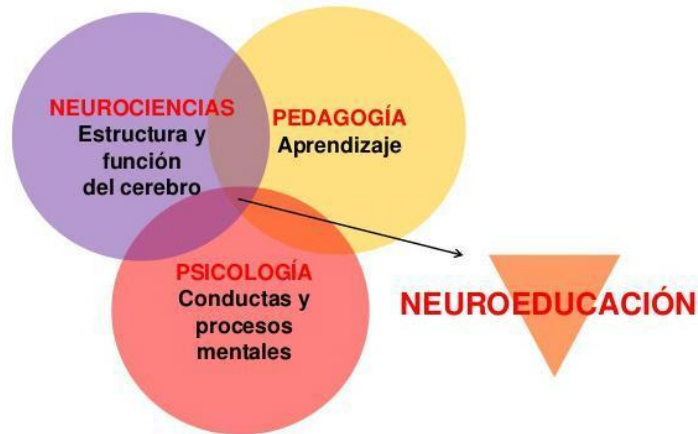 NEUROCIENCIAS
Estructura y
función
del cerebro
PEDAGOGÍA
Aprendizaje
PSICOLOGÍA
Conductas y
procesos
mentales
NEUROEDUCACIÓN